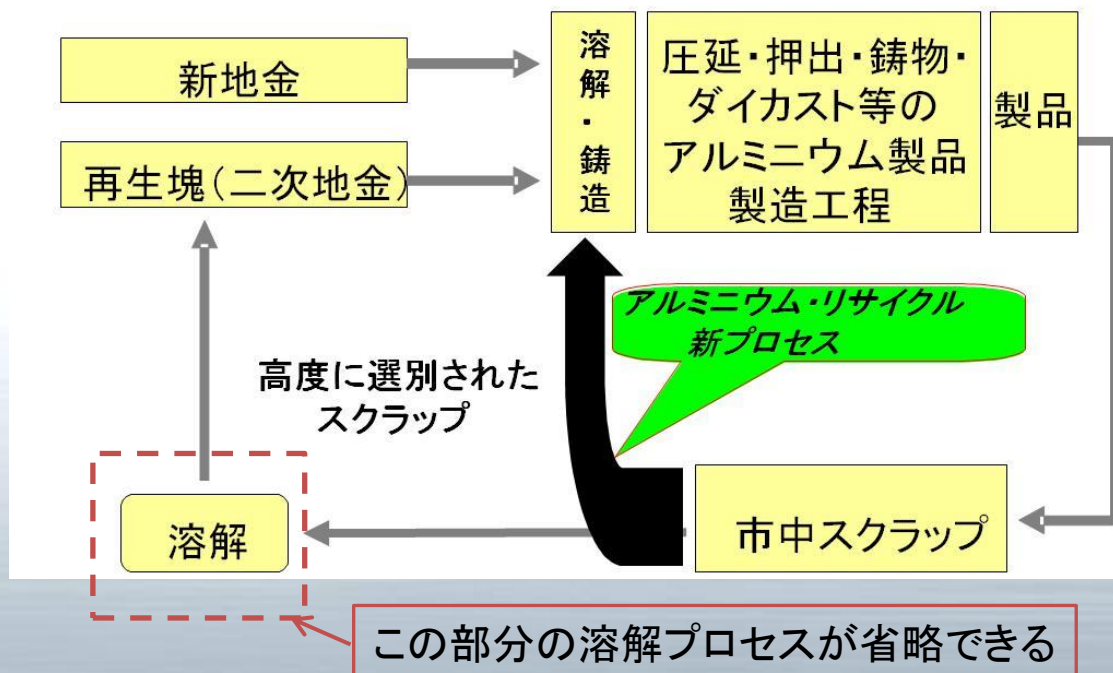 新地金
再生塊(二次地金)
溶解・鋳造
圧延・押出・鋳物・
ダイカスト等の
アルミニウム製品
製造工程
製品
アルミニウム・リサイクル
新プロセス
高度に選別された
スクラップ
溶解
市中スクラップ
この部分の溶解プロセスが省略できる